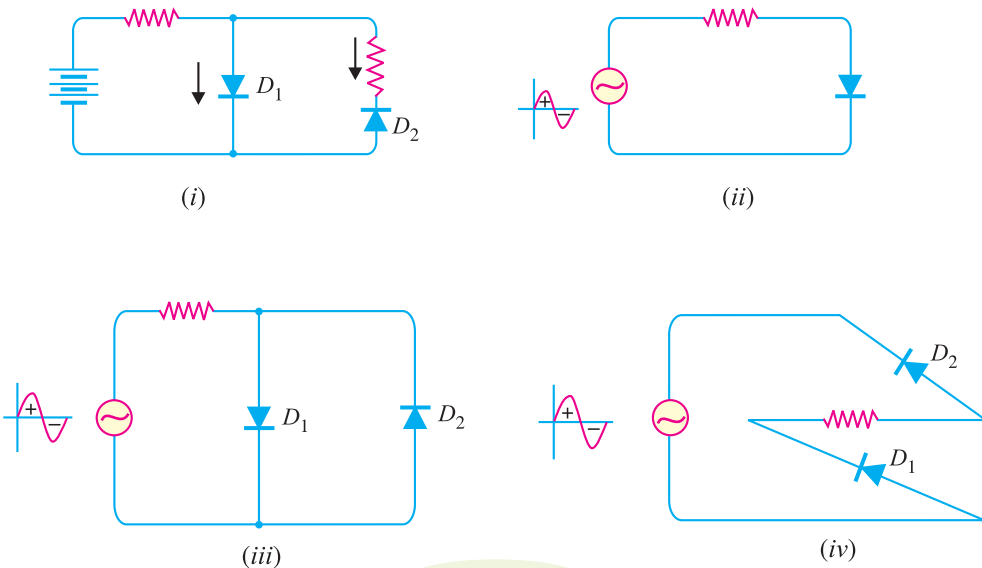 D1
D2
(i)
+
−
(ii)
+
−
D1
D2
(iii)
+
−
D2
D1
(iv)